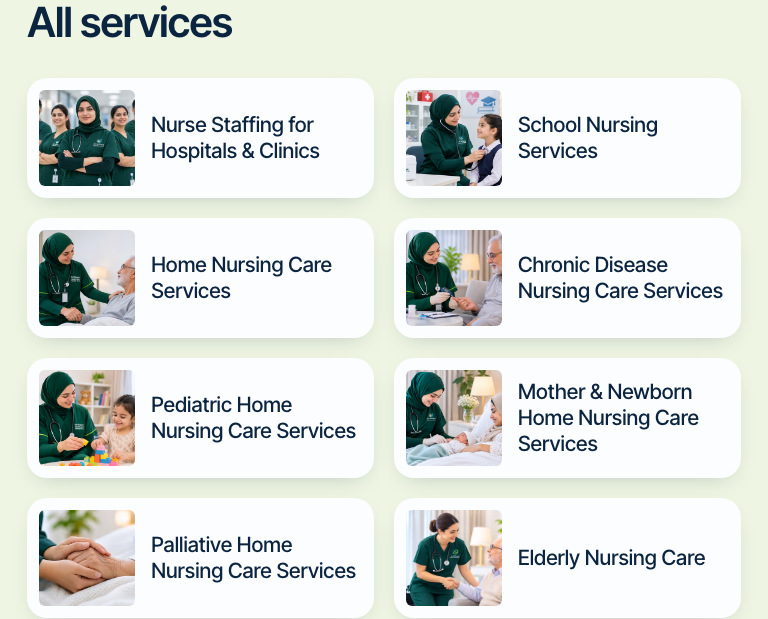 All services
Nurse Staffing for
Hospitals & Clinics
School Nursing
Services
Home Nursing Care
Services
Chronic Disease
Nursing Care Services
Pediatric Home
Nursing Care Services
Mother & Newborn
Home Nursing Care
Services
Palliative Home
Nursing Care Services
Elderly Nursing Care